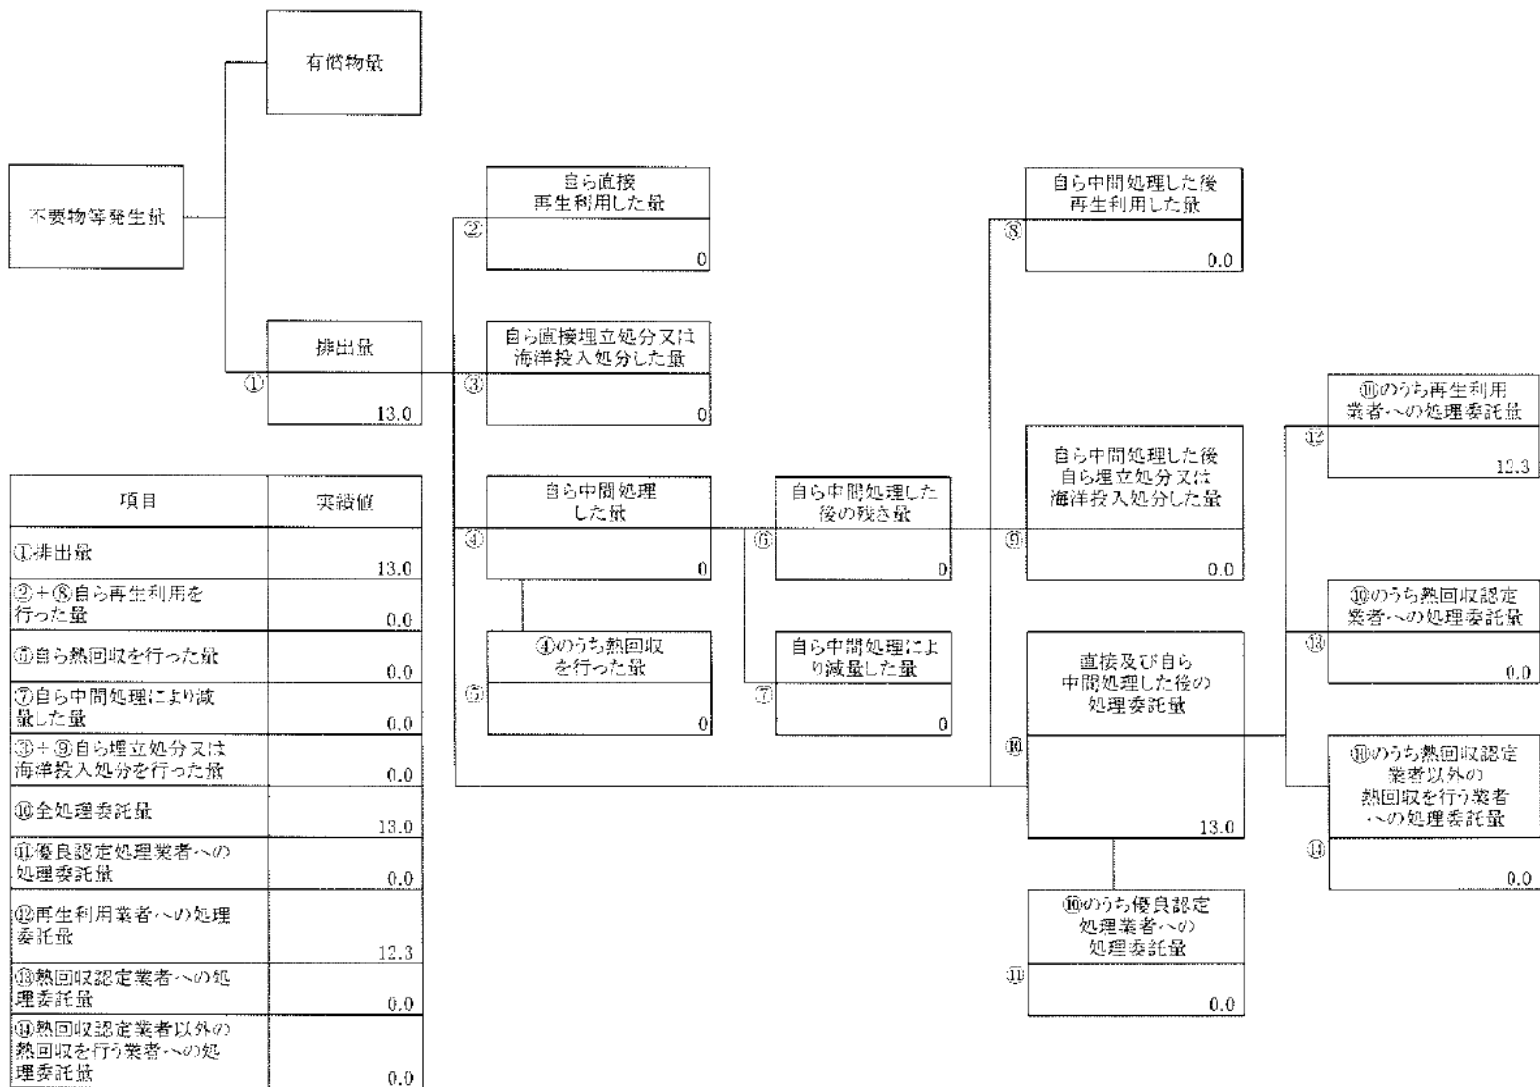 有償物量
不要物等発生量
排出量
①
13.0
自ら直接
再生利用した量
②
0
自ら直接埋立処分又は
海洋投入処分した量
③
0
自ら中間処理
した量
④
0
④のうち熱回収
を行った量
⑤
0
自ら中間処理した
後の残さ量
⑥
0
自ら中間処理によ
り減量した量
⑦
0
自ら中間処理した後
再生利用した量
⑧
0.0
自ら中間処理した後
自ら埋立処分又は
海洋投入処分した量
⑨
0.0
直接及び自ら
中間処理した後の
処理委託量
⑩
13.0
⑩のうち優良認定
処理業者への
処理委託量
⑪
0.0
⑩のうち再生利用
業者への処理委託量
⑫
12.3
⑩のうち熱回収認定
業者への処理委託量
⑬
0.0
⑩のうち熱回収認定
業者以外の
熱回収を行う業者
への処理委託量
⑭
0.0
項目 実績値
①排出量 13.0
②+⑧自ら再生利用を
行った量 0.0
⑤自ら熱回収を行った量 0.0
⑦自ら中間処理により減
量した量 0.0
③+⑨自ら埋立処分又は
海洋投入処分を行った量 0.0
⑩全処理委託量 13.0
⑪優良認定処理業者への
処理委託量 0.0
⑫再生利用業者への処理
委託量 12.3
⑬熱回収認定業者への処
理委託量 0.0
⑭熱回収認定業者以外の
熱回収を行う業者への処
理委託量 0.0